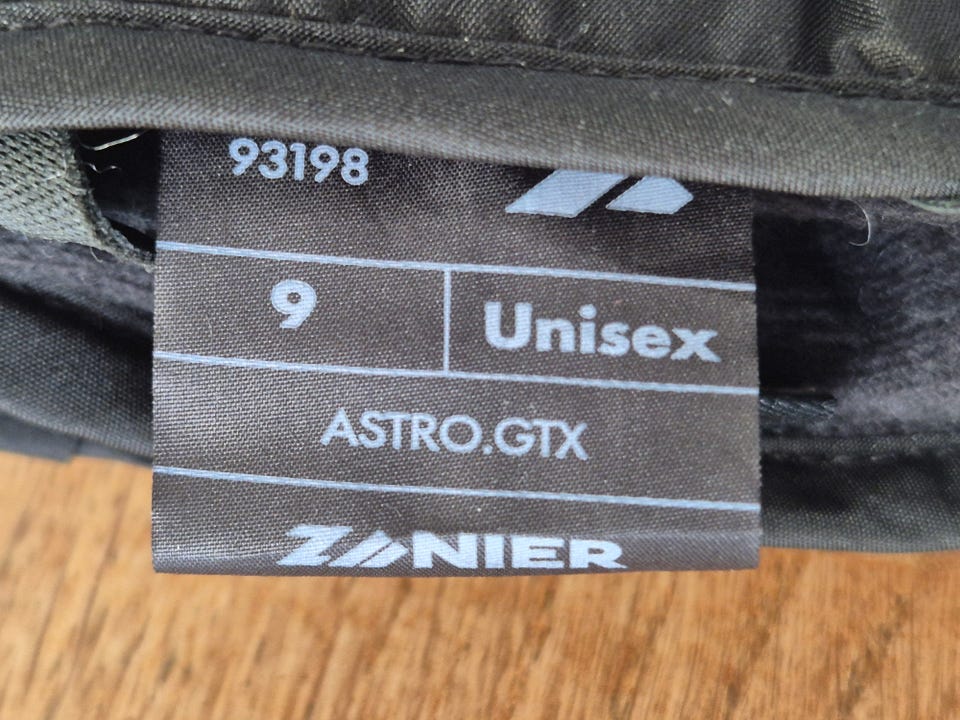 93198
9 Unisex
ASTRO.GTX
ZANIER